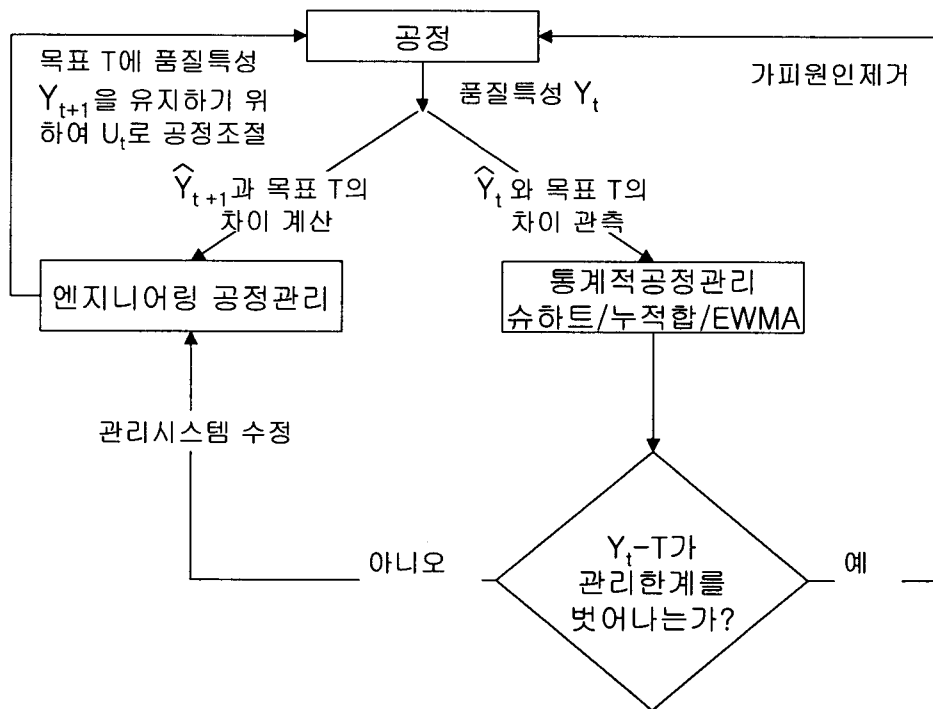 공정
목표 T에 품질특성
Y_{t+1}을 유지하기 위
하여 U_t로 공정조절
가피원인제거
품질특성 Y_t
Ŷ_{t+1}과 목표 T의
차이 계산
Ŷ_t 와 목표 T의
차이 관측
엔지니어링 공정관리
통계적공정관리
슈하트/누적합/EWMA
관리시스템 수정
아니오
Y_t-T가
관리한계를
벗어나는가?
예